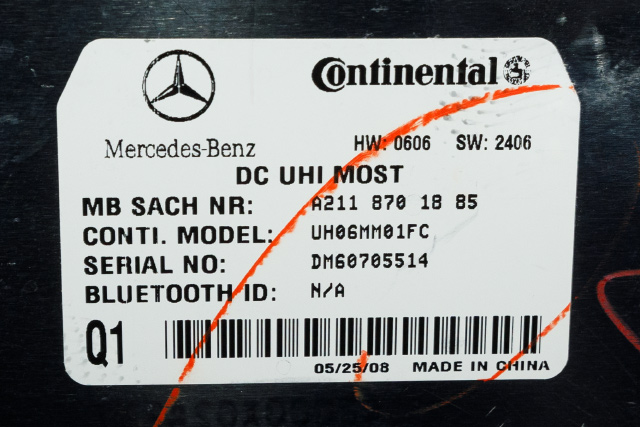 Continental
Mercedes-Benz
HW: 0606 SW: 2406
DC UHI MOST
MB SACH NR: A211 870 18 85
CONTI. MODEL: UH06MM01FC
SERIAL NO: DM60705514
BLUETOOTH ID: N/A
Q1
05/25/08 MADE IN CHINA